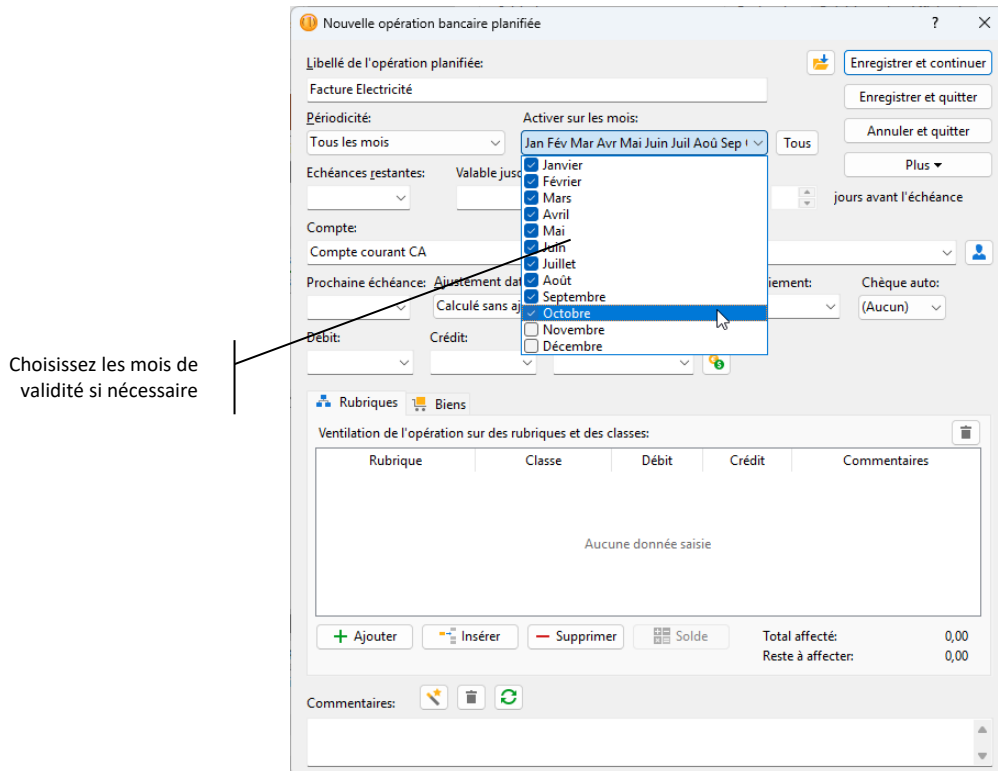 Nouvelle opération bancaire planifiée
Libellé de l'opération planifiée:
Enregistrer et continuer
Facture Electricité
Enregistrer et quitter
Périodicité:
Activer sur les mois:
Annuler et quitter
Tous les mois
Jan Fév Mar Avr Mai Juin Juil Aoû Sep
Tous
Plus
Janvier
Février
Mars
Avril
Mai
Juin
Juillet
Août
Septembre
Octobre
Novembre
Décembre
Echéances restantes:
Valable
jours avant l'échéance
Compte:
Compte courant CA
Prochaine échéance:
Ajustement
Chèque auto:
Calculé sans
(Aucun)
Débit:
Crédit:
Choisissez les mois de
validité si nécessaire
Rubriques
Biens
Ventilation de l'opération sur des rubriques et des classes:
Rubrique
Classe
Débit
Crédit
Commentaires
Aucune donnée saisie
Ajouter
Insérer
Supprimer
Solde
Total affecté:
0,00
Reste à affecter:
0,00
Commentaires: